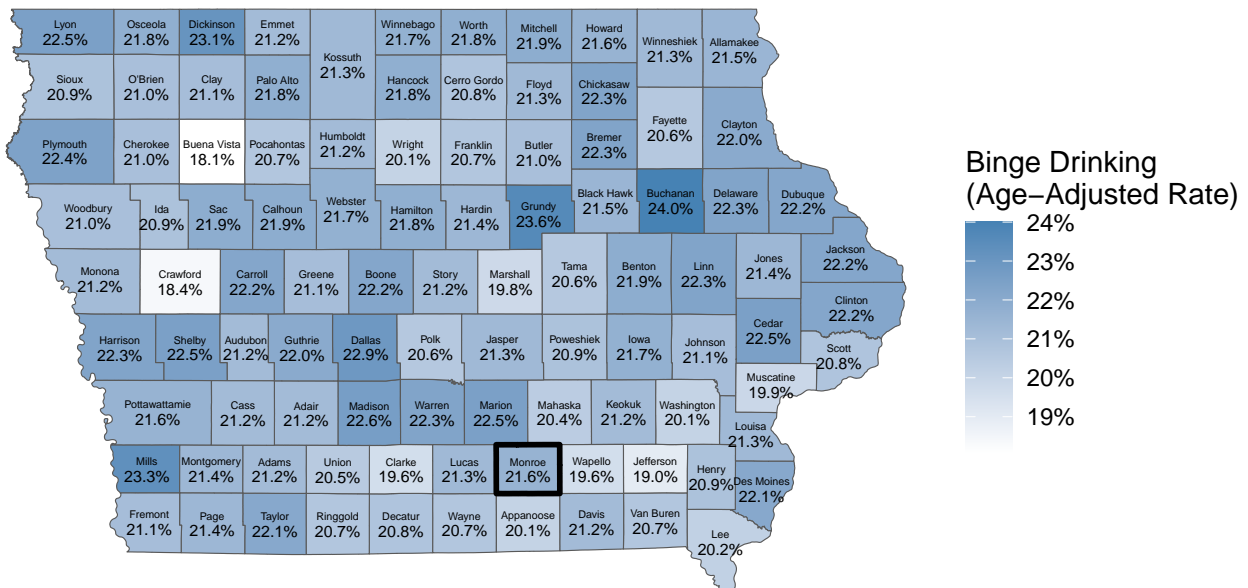 Lyon
22.5%
Osceola
21.8%
Dickinson
23.1%
Emmet
21.2%
Kossuth
21.3%
Winnebago
21.7%
Worth
21.8%
Mitchell
21.9%
Howard
21.6%
Winneshiek
21.3%
Allamakee
21.5%
Sioux
20.9%
O'Brien
21.0%
Clay
21.1%
Palo Alto
21.8%
Hancock
21.8%
Cerro Gordo
20.8%
Floyd
21.3%
Chickasaw
22.3%
Fayette
20.6%
Clayton
22.0%
Plymouth
22.4%
Cherokee
21.0%
Buena Vista
18.1%
Pocahontas
20.7%
Humboldt
21.2%
Wright
20.1%
Franklin
20.7%
Butler
21.0%
Bremer
22.3%
Woodbury
21.0%
Ida
20.9%
Sac
21.9%
Calhoun
21.9%
Webster
21.7%
Hamilton
21.8%
Hardin
21.4%
Grundy
23.6%
Black Hawk
21.5%
Buchanan
24.0%
Delaware
22.3%
Dubuque
22.2%
Monona
21.2%
Crawford
18.4%
Carroll
22.2%
Greene
21.1%
Boone
22.2%
Story
21.2%
Marshall
19.8%
Tama
20.6%
Benton
21.9%
Linn
22.3%
Jones
21.4%
Jackson
22.2%
Clinton
22.2%
Harrison
22.3%
Shelby
22.5%
Audubon
21.2%
Guthrie
22.0%
Dallas
22.9%
Polk
20.6%
Jasper
21.3%
Poweshiek
20.9%
Iowa
21.7%
Johnson
21.1%
Cedar
22.5%
Scott
20.8%
Muscatine
19.9%
Pottawattamie
21.6%
Cass
21.2%
Adair
21.2%
Madison
22.6%
Warren
22.3%
Marion
22.5%
Mahaska
20.4%
Keokuk
21.2%
Washington
20.1%
Louisa
21.3%
Mills
23.3%
Montgomery
21.4%
Adams
21.2%
Union
20.5%
Clarke
19.6%
Lucas
21.3%
Monroe
21.6%
Wapello
19.6%
Jefferson
19.0%
Henry
20.9%
Des Moines
22.1%
Fremont
21.1%
Page
21.4%
Taylor
22.1%
Ringgold
20.7%
Decatur
20.8%
Wayne
20.7%
Appanoose
20.1%
Davis
21.2%
Van Buren
20.7%
Lee
20.2%
Binge Drinking
(Age−Adjusted Rate)
24%
23%
22%
21%
20%
19%